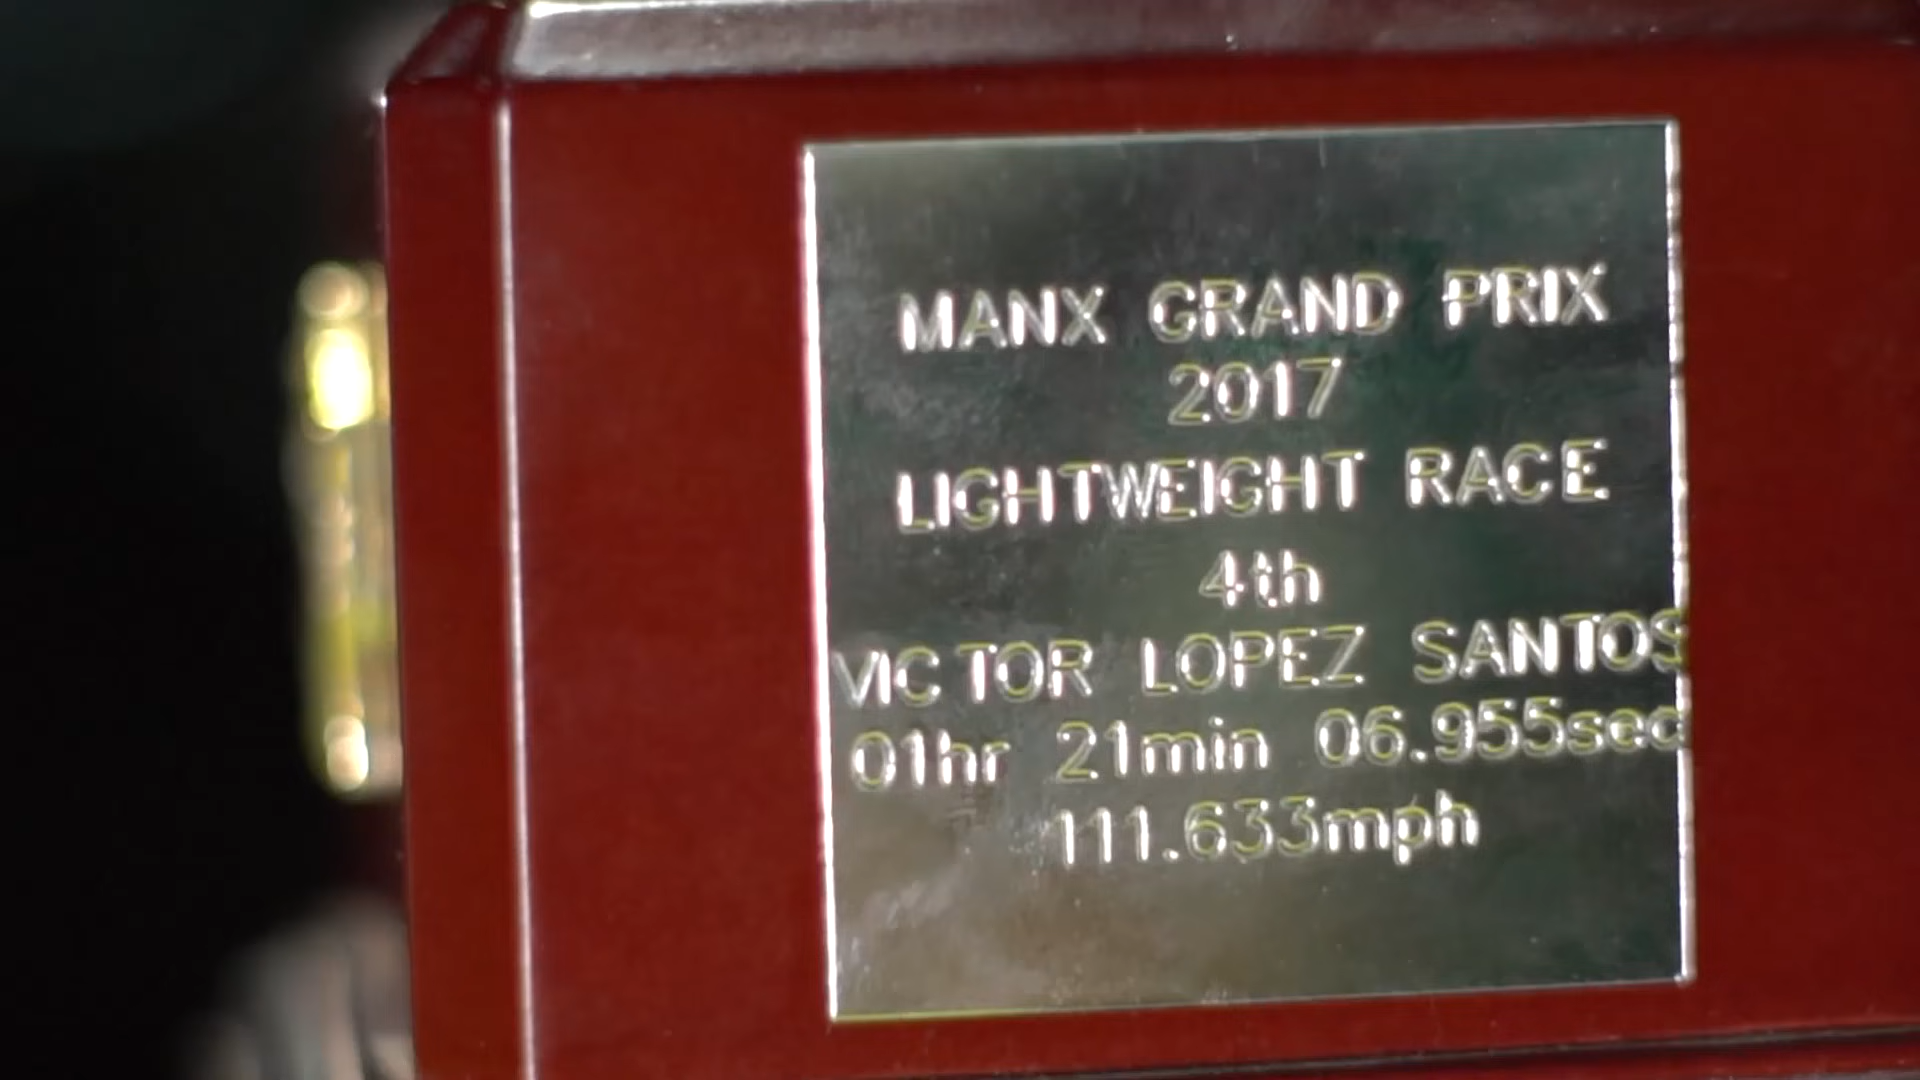 MANX GRAND PRIX
2017
LIGHTWEIGHT RACE
4th
VICTOR LOPEZ SANTOS
01hr 21min 06.955sec
111.633mph